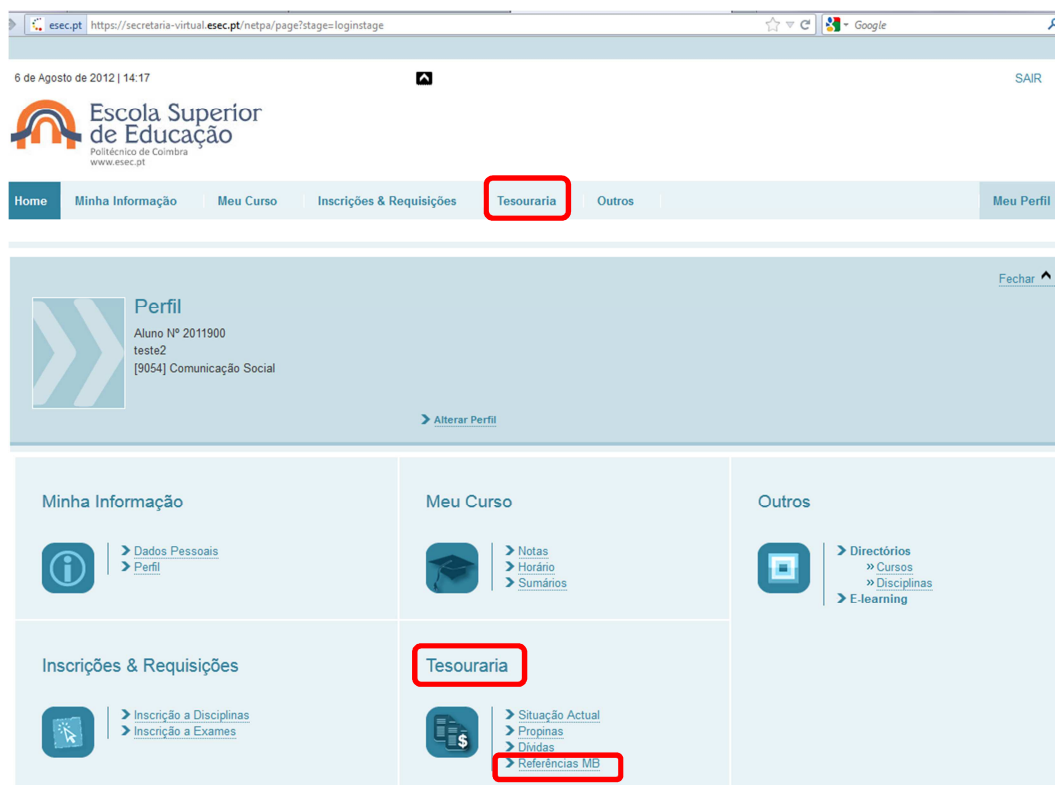 esec.pt https://secretaria-virtual.esec.pt/netpa/page?stage=loginstage Google
6 de Agosto de 2012 | 14:17 SAIR
Escola Superior
de Educação
Politécnico de Coimbra
www.esec.pt
Home Minha Informação Meu Curso Inscrições & Requisições Tesouraria Outros Meu Perfil
Fechar
Perfil
Aluno Nº 2011900
teste2
[9054] Comunicação Social
Alterar Perfil
Minha Informação
Dados Pessoais
Perfil
Meu Curso
Notas
Horário
Sumários
Outros
Directórios
» Cursos
» Disciplinas
E-learning
Inscrições & Requisições
Inscrição a Disciplinas
Inscrição a Exames
Tesouraria
Situação Actual
Propinas
Dívidas
Referências MB